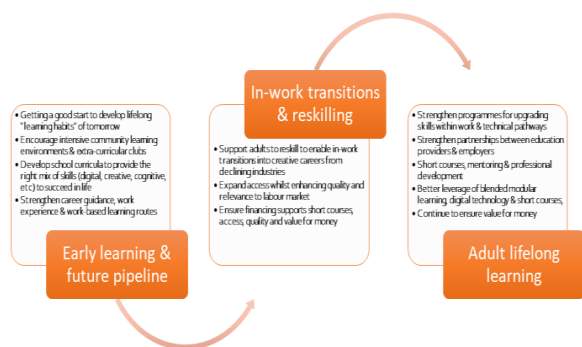 • Getting a good start to develop lifelong
"learning habits" of tomorrow
• Encourage intensive community learning
environments & extra-curricular clubs
• Develop school curricula to provide the
right mix of skills (digital, creative, cognitive,
etc) to succeed in life
• Strengthen career guidance, work
experience & work-based learning routes
Early learning &
future pipeline
In-work transitions
& reskilling
• Support adults to reskill to enable in-work
transitions into creative careers from
declining industries
• Expand access whilst enhancing quality and
relevance to labour market
• Ensure financing supports short courses,
access, quality and value for money
• Strengthen programmes for upgrading
skills within work & technical pathways
• Strengthen partnerships between education
providers & employers
• Short courses, mentoring & professional
development
• Better leverage of blended modular
learning, digital technology & short courses,
• Continue to ensure value for money
Adult lifelong
learning